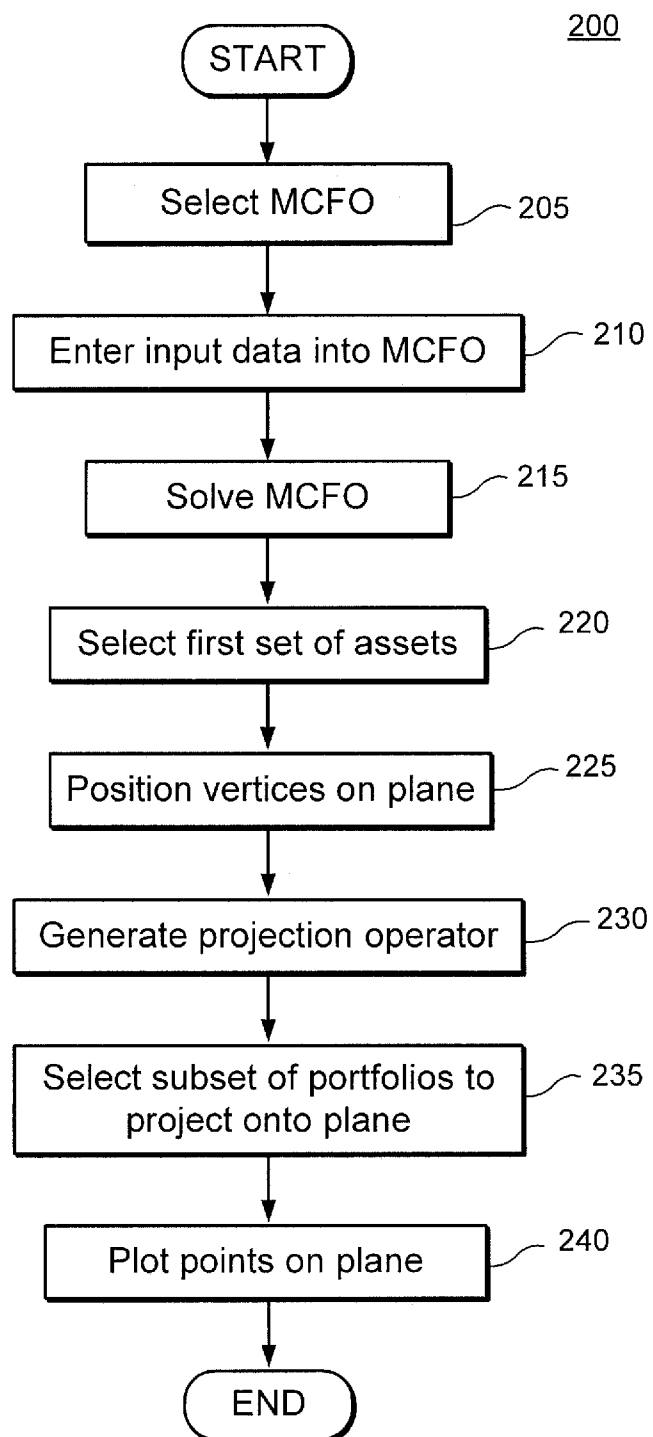 200
START
Select MCFO
205
Enter input data into MCFO
210
Solve MCFO
215
Select first set of assets
220
Position vertices on plane
225
Generate projection operator
230
Select subset of portfolios to
project onto plane
235
Plot points on plane
240
END